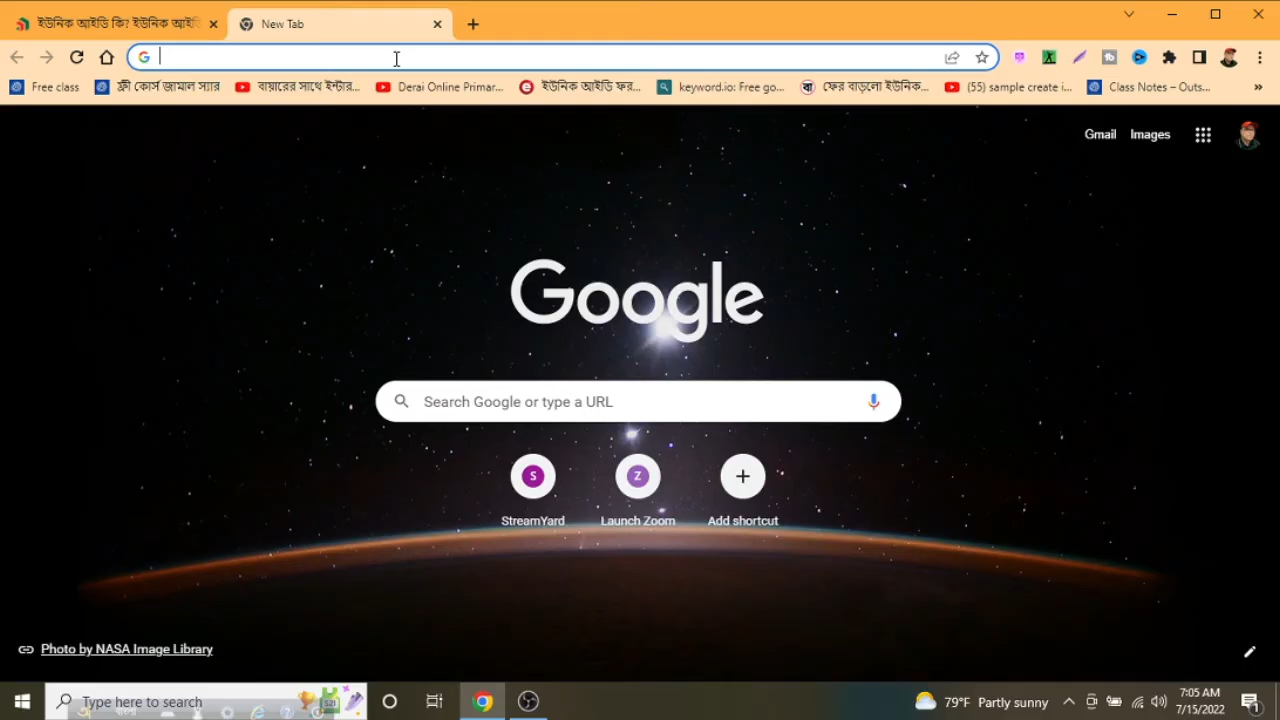 ইউনিক আইডি কি? ইউনিক আইডি
New Tab
Free class
ফ্রী কোর্স জামাল স্যার
বায়ারের সাথে ইন্টার...
Derai Online Primar...
ইউনিক আইডি ফর...
keyword.io: Free go...
ফের বাড়লো ইউনিক...
(55) sample create i...
Class Notes – Outs...
Gmail
Images
Google
Search Google or type a URL
S
Z
StreamYard
Launch Zoom
Add shortcut
Photo by NASA Image Library
Type here to search
79°F Partly sunny
7:05 AM
7/15/2022
1